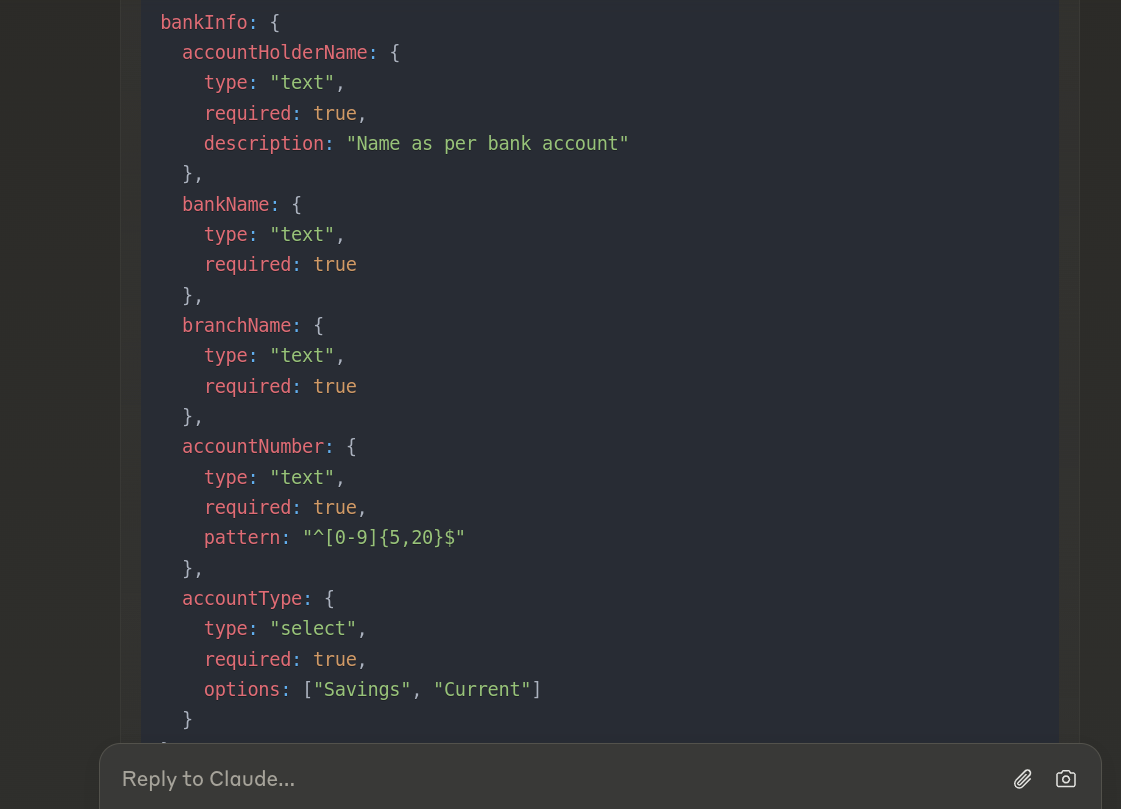 bankInfo: {
accountHolderName: {
type: "text",
required: true,
description: "Name as per bank account"
},
bankName: {
type: "text",
required: true
},
branchName: {
type: "text",
required: true
},
accountNumber: {
type: "text",
required: true,
pattern: "^[0-9]{5,20}$"
},
accountType: {
type: "select",
required: true,
options: ["Savings", "Current"]
}
Reply to Claude...